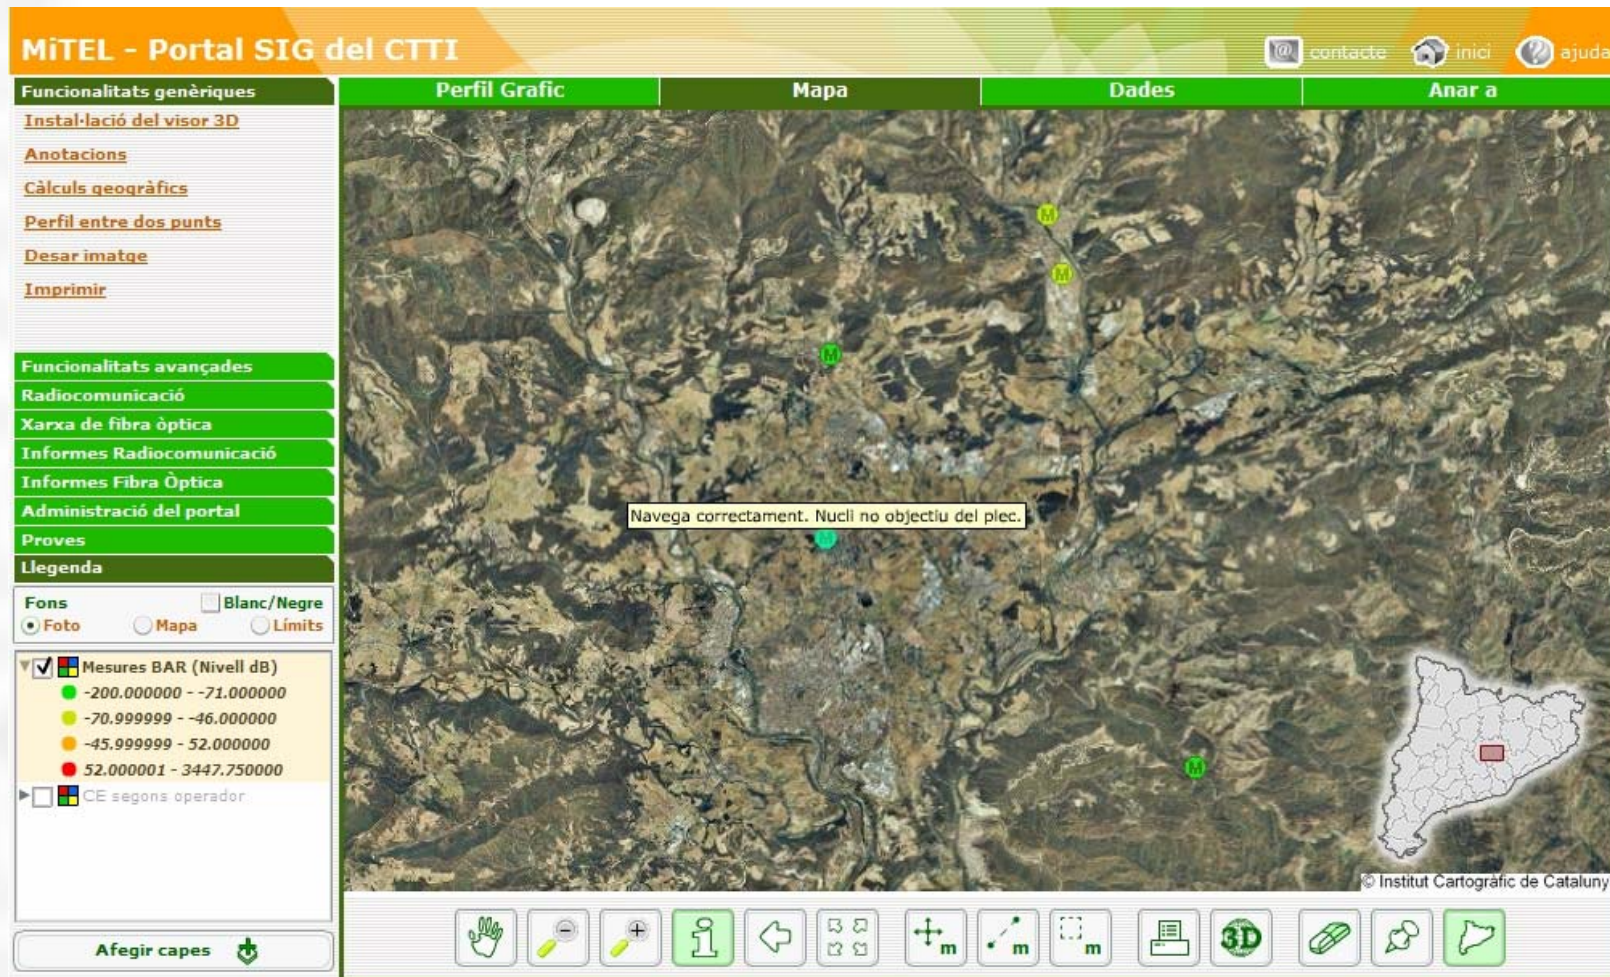 MiTEL - Portal SIG del CTTI
contacte
inici
ajuda
Funcionalitats genèriques
Instal·lació del visor 3D
Anotacions
Càlculs geogràfics
Perfil entre dos punts
Desar imatge
Imprimir
Funcionalitats avançades
Radiocomunicació
Xarxa de fibra òptica
Informes Radiocomunicació
Informes Fibra Òptica
Administració del portal
Proves
Llegenda
Fons
Blanc/Negre
Foto
Mapa
Límits
Mesures BAR (Nivell dB)
-200.000000 - -71.000000
-70.999999 - -46.000000
-45.999999 - 52.000000
52.000001 - 3447.750000
CE segons operador
Afegir capes
Perfil Grafic
Mapa
Dades
Anar a
M
M
M
Navega correctament. Nucli no objectiu del plec.
M
M
© Institut Cartogràfic de Cataluny
m
m
m
3D